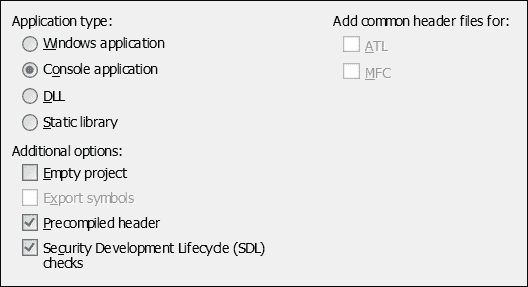 Application type:
Windows application
Console application
DLL
Static library
Additional options:
Empty project
Export symbols
Precompiled header
Security Development Lifecycle (SDL)
checks
Add common header files for:
ATL
MFC